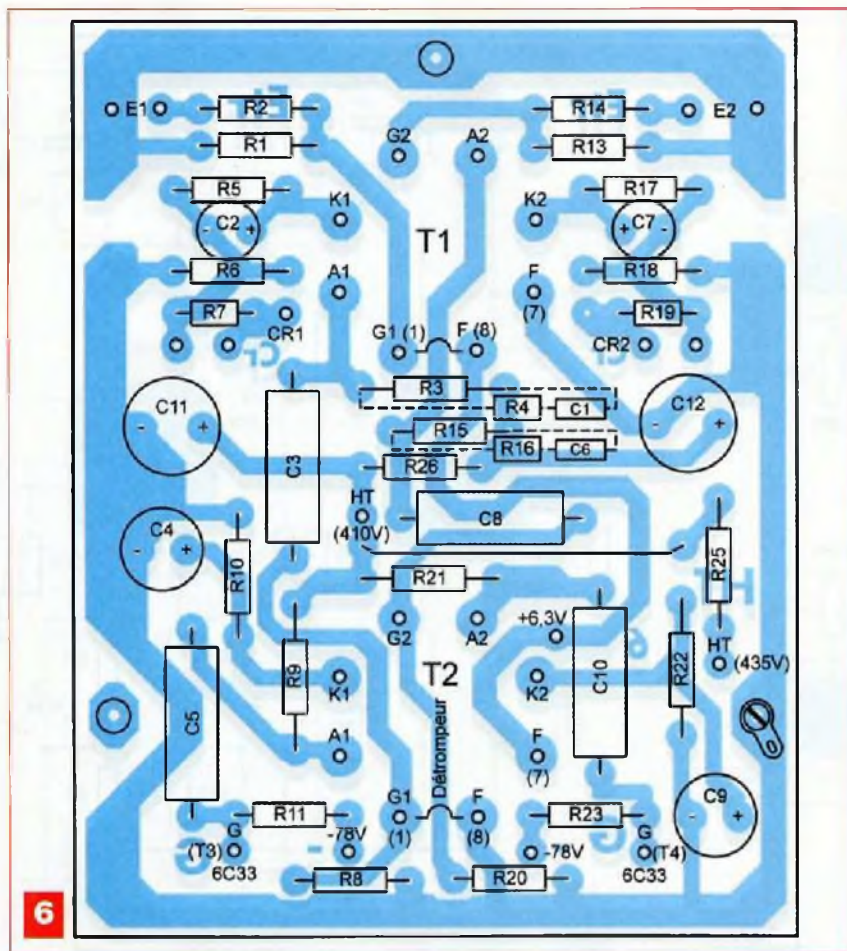 E1 R2 R14 E2
R1 G2 A2 R13
R5 R17
K1 K2
- C2 + + C7 -
T1
R6 R18
A1 F
(7)
R7 CR1 R19
G1 (1) F (8) CR2
R3
R4 C1
C11 C12
- + - +
R15
R16 C6
R26
C3
HT
(410V)
C8
C4
- +
R10 R25
R21
G2 A2 +6,3V
HT (435V)
T2
R9 K1 K2 C10 R22
C5
A1 F
(7)
Détrompeur
C9
- +
R11 G1 F R23
(1) (8)
G -78V -78V G
(T3) (T4)
6C33 6C33
R8 R20
6